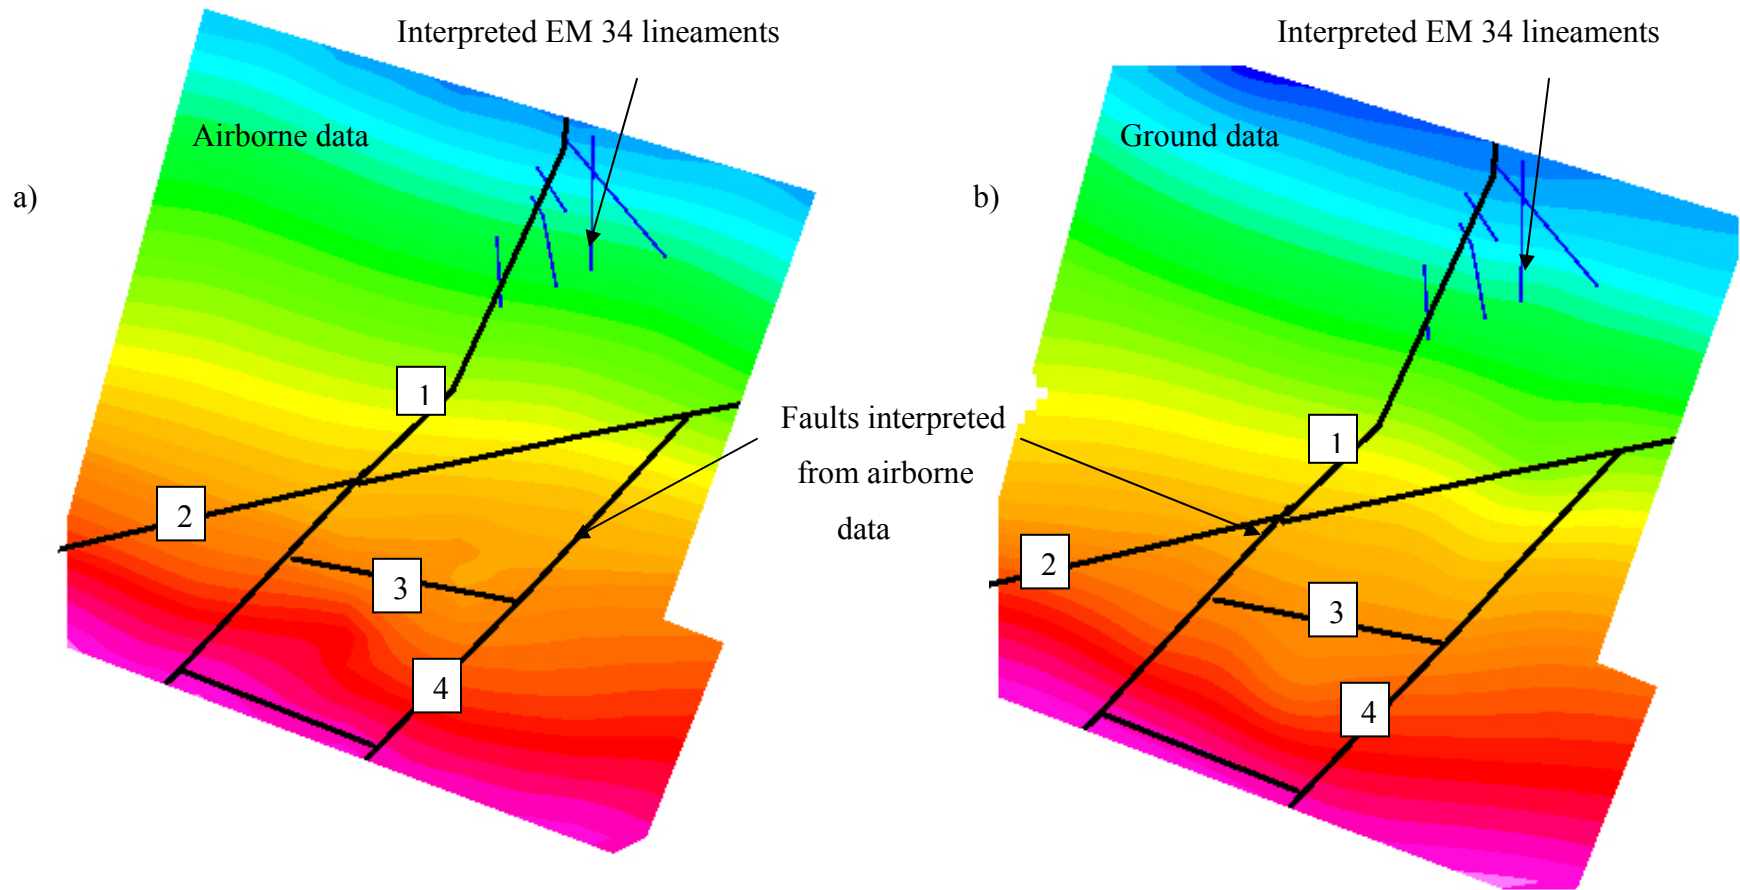 Interpreted EM 34 lineaments
Interpreted EM 34 lineaments
Airborne data
Ground data
a)
b)
1
Faults interpreted
from airborne
data
1
2
2
3
3
4
4